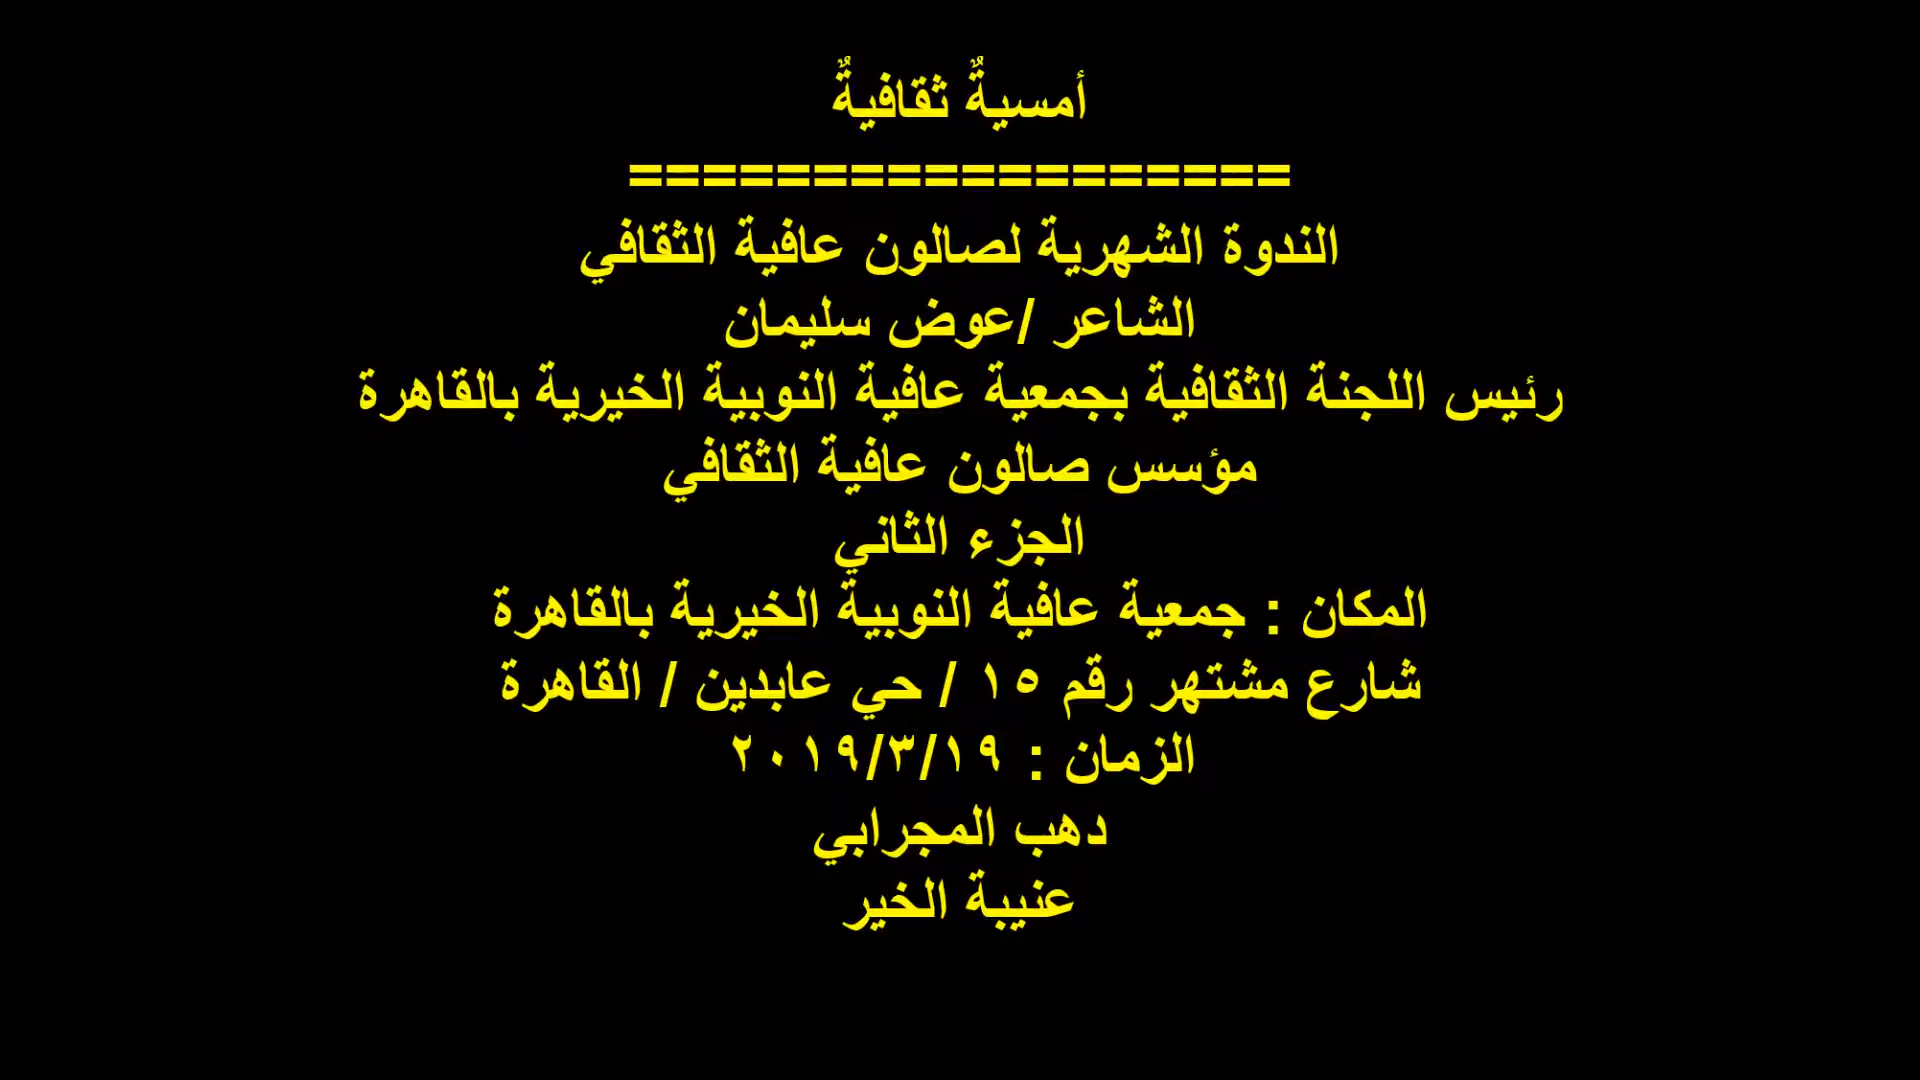 أمسيةٌ ثقافيةٌ
==================
الندوة الشهرية لصالون عافية الثقافي
الشاعر /عوض سليمان
رئيس اللجنة الثقافية بجمعية عافية النوبية الخيرية بالقاهرة
مؤسس صالون عافية الثقافي
الجزء الثاني
المكان : جمعية عافية النوبية الخيرية بالقاهرة
شارع مشتهر رقم ١٥ / حي عابدين / القاهرة
الزمان : ٢٠١٩/٣/١٩
دهب المجرابي
عنيبة الخير